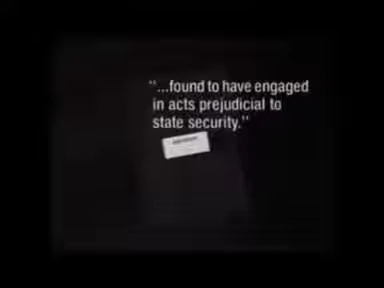 "...found to have engaged
in acts prejudicial to
state security."